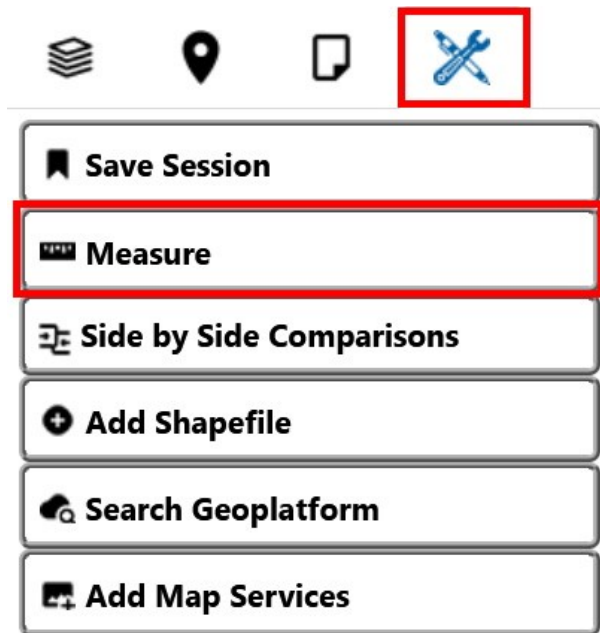 Save Session
Measure
Side by Side Comparisons
Add Shapefile
Search Geoplatform
Add Map Services